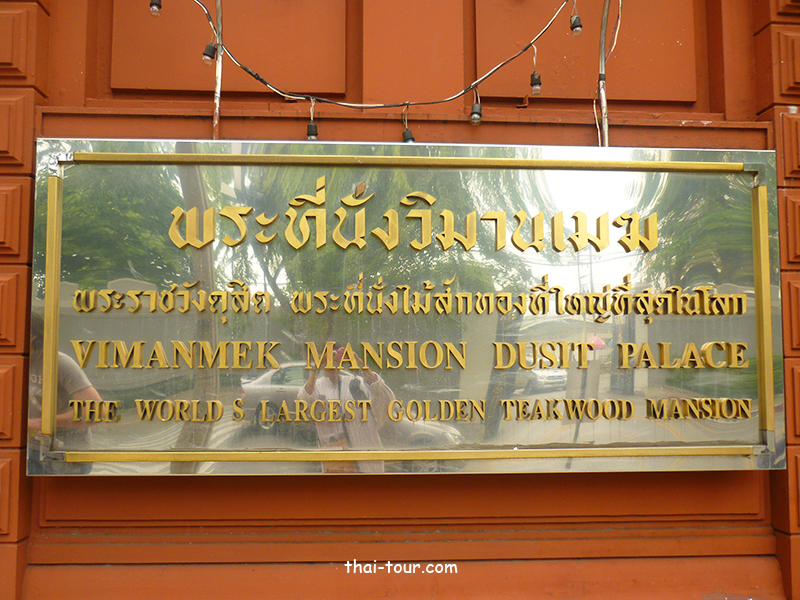 พระที่นั่งวิมานเมฆ
พระราชวังดุสิต พระที่นั่งไม้สักทองที่ใหญ่ที่สุดในโลก
VIMANMEK MANSION DUSIT PALACE
THE WORLD S LARGEST GOLDEN TEAKWOOD MANSION
thai-tour.com